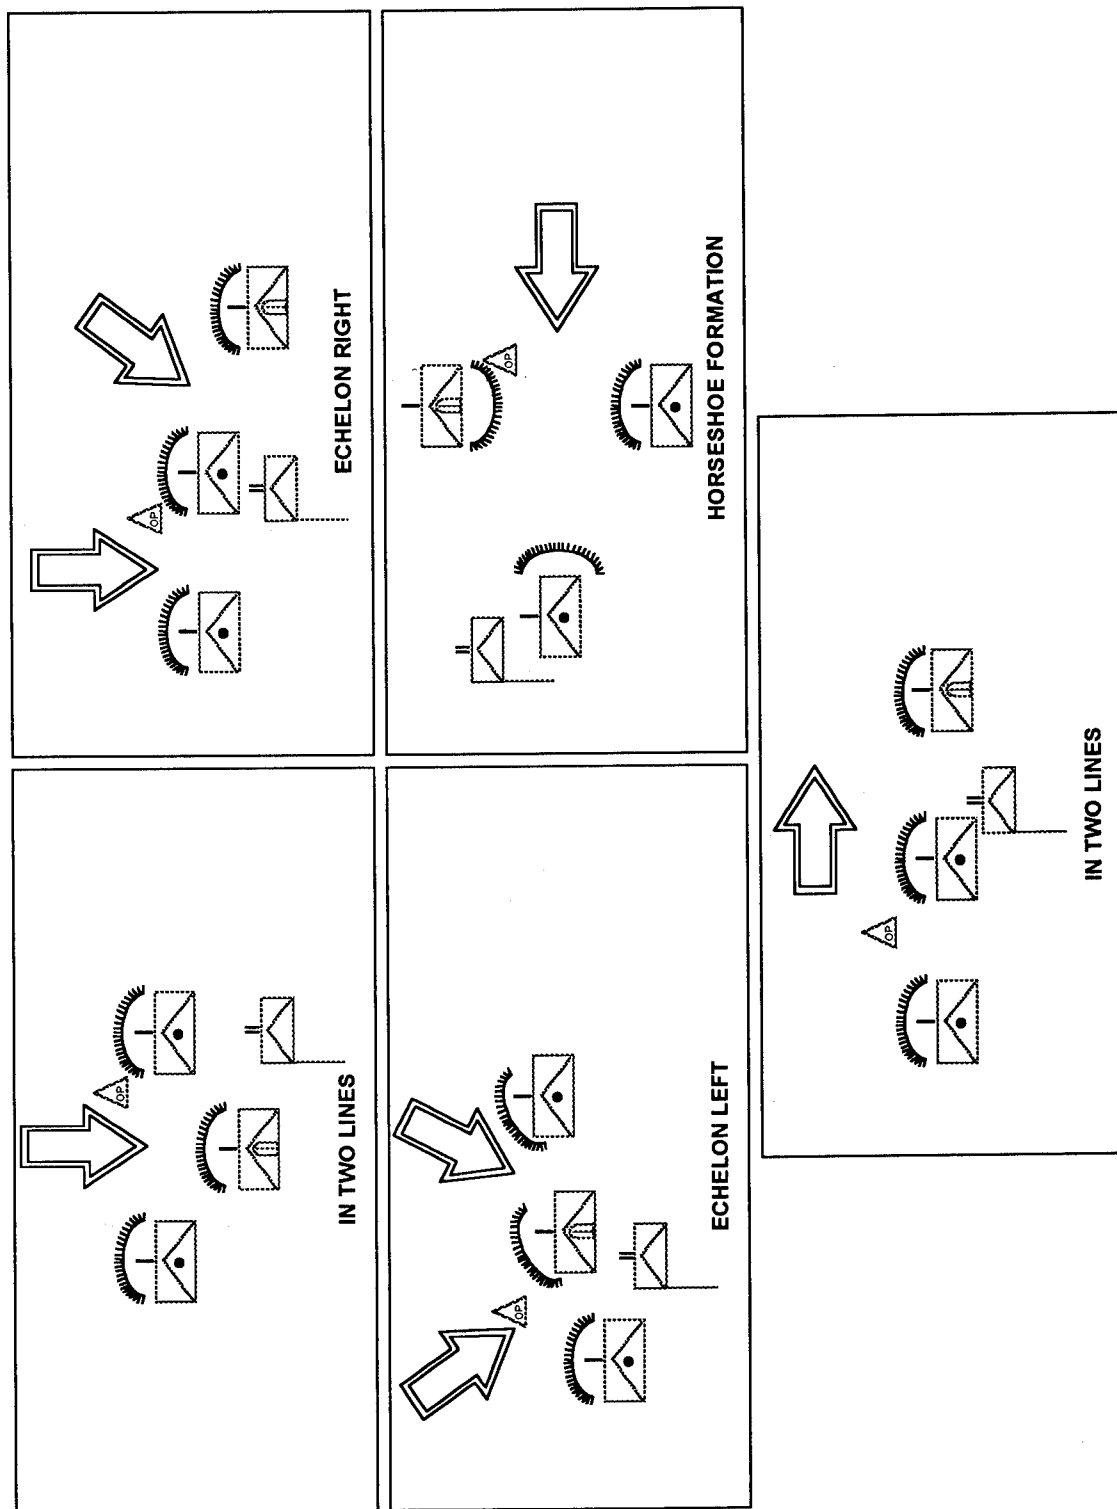 OP
ECHELON RIGHT
OP
HORSESHOE FORMATION
OP
IN TWO LINES
OP
ECHELON LEFT
OP
IN TWO LINES